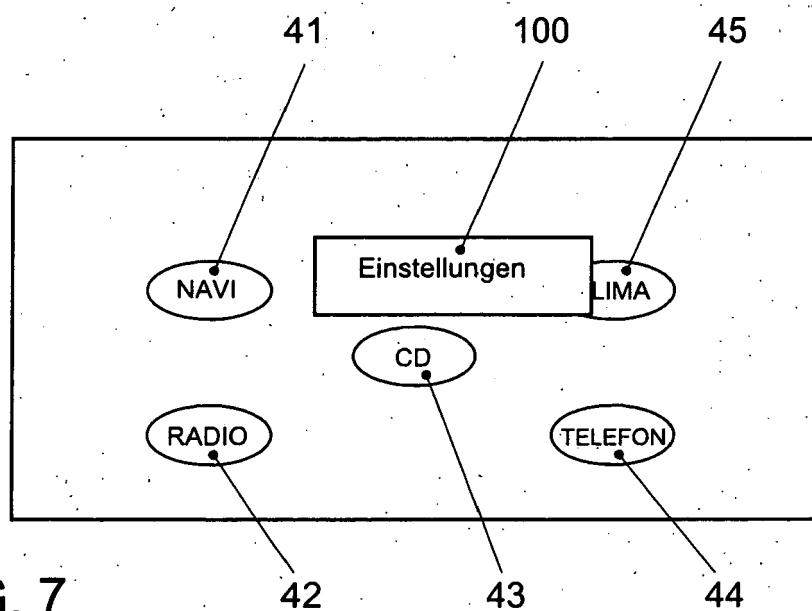 41 100 45
Einstellungen
NAVI LIMA
CD
RADIO TELEFON
G. 7 42 43 44